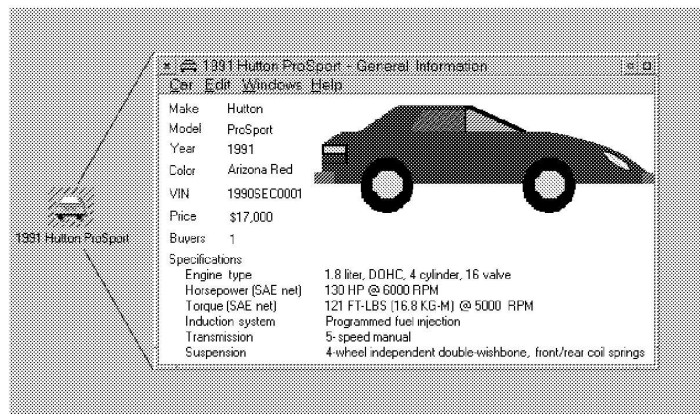 1991 Hutton ProSport - General Information
Car Edit Windows Help
Make Hutton
Model ProSport
Year 1991
Color Arizona Red
VIN 1990SEC0001
Price $17,000
Buyers 1
1991 Hutton ProSport
Specifications
Engine type 1.8 liter, DOHC, 4 cylinder, 16 valve
Horsepower (SAE net) 130 HP @ 6000 RPM
Torque (SAE net) 121 FT-LBS (16.8 KG-M) @ 5000 RPM
Induction system Programmed fuel injection
Transmission 5-speed manual
Suspension 4-wheel independent double-wishbone, front/rear coil springs